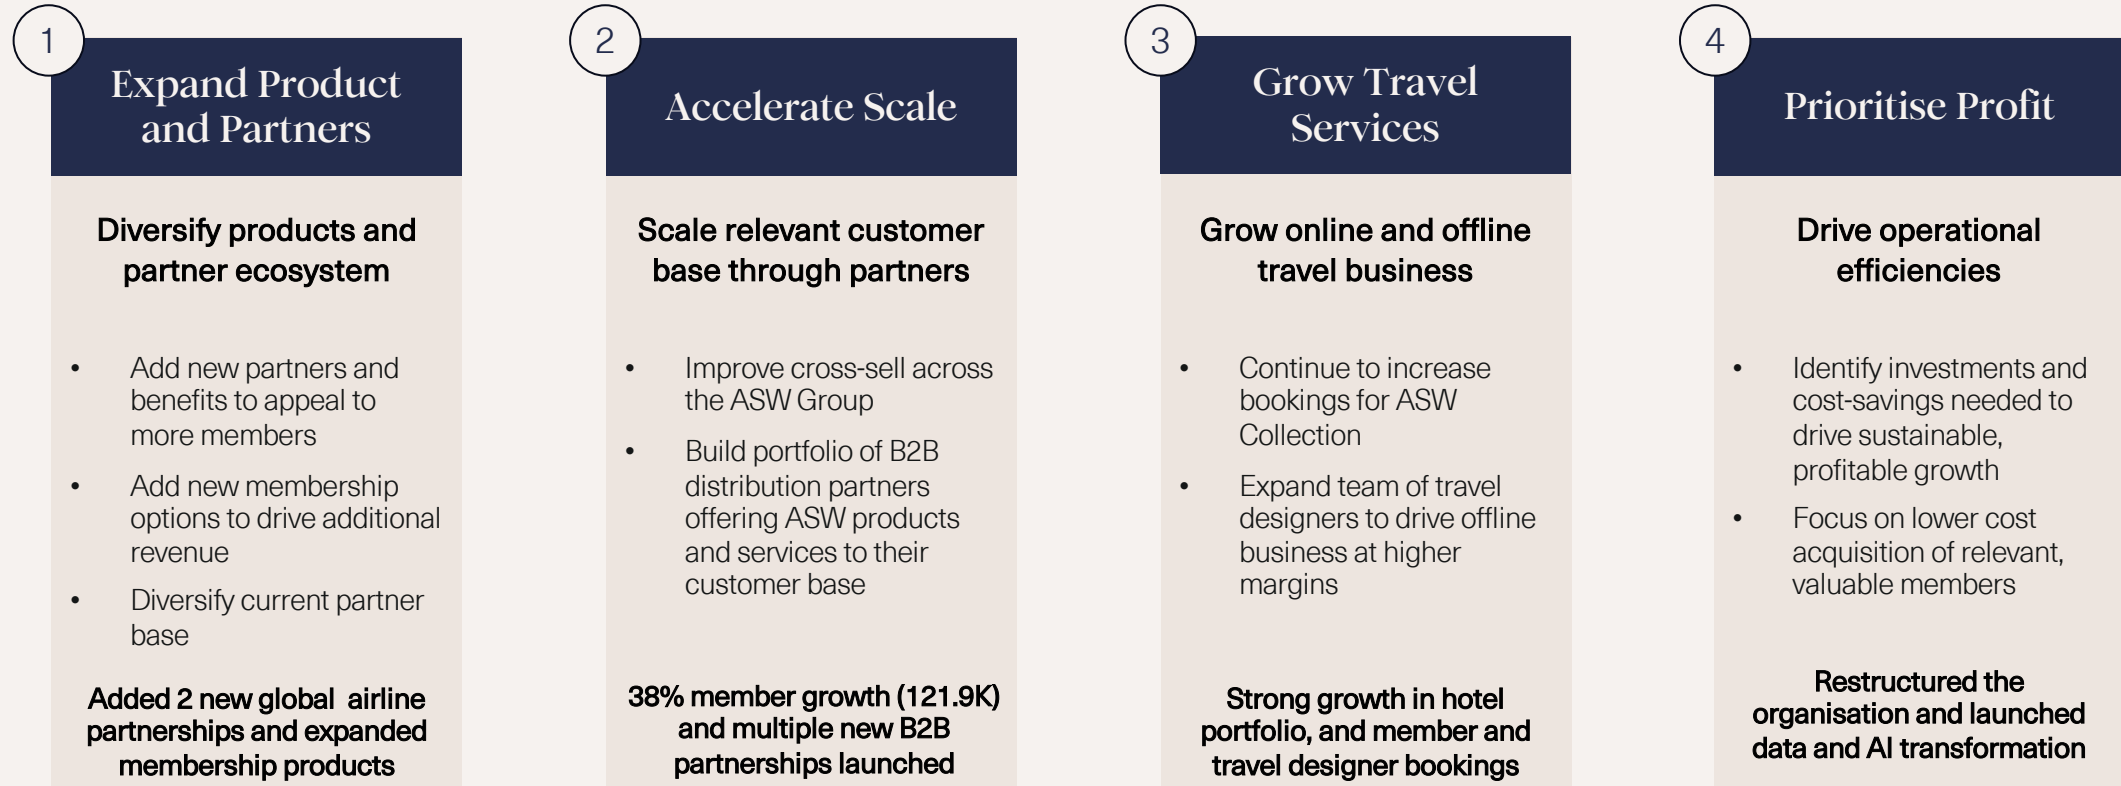 1
Expand Product
and Partners
Diversify products and
partner ecosystem
• Add new partners and
benefits to appeal to
more members
• Add new membership
options to drive additional
revenue
• Diversify current partner
base
Added 2 new global airline
partnerships and expanded
membership products
2
Accelerate Scale
Scale relevant customer
base through partners
• Improve cross-sell across
the ASW Group
• Build portfolio of B2B
distribution partners
offering ASW products
and services to their
customer base
38% member growth (121.9K)
and multiple new B2B
partnerships launched
3
Grow Travel
Services
Grow online and offline
travel business
• Continue to increase
bookings for ASW
Collection
• Expand team of travel
designers to drive offline
business at higher
margins
Strong growth in hotel
portfolio, and member and
travel designer bookings
4
Prioritise Profit
Drive operational
efficiencies
• Identify investments and
cost-savings needed to
drive sustainable,
profitable growth
• Focus on lower cost
acquisition of relevant,
valuable members
Restructured the
organisation and launched
data and AI transformation